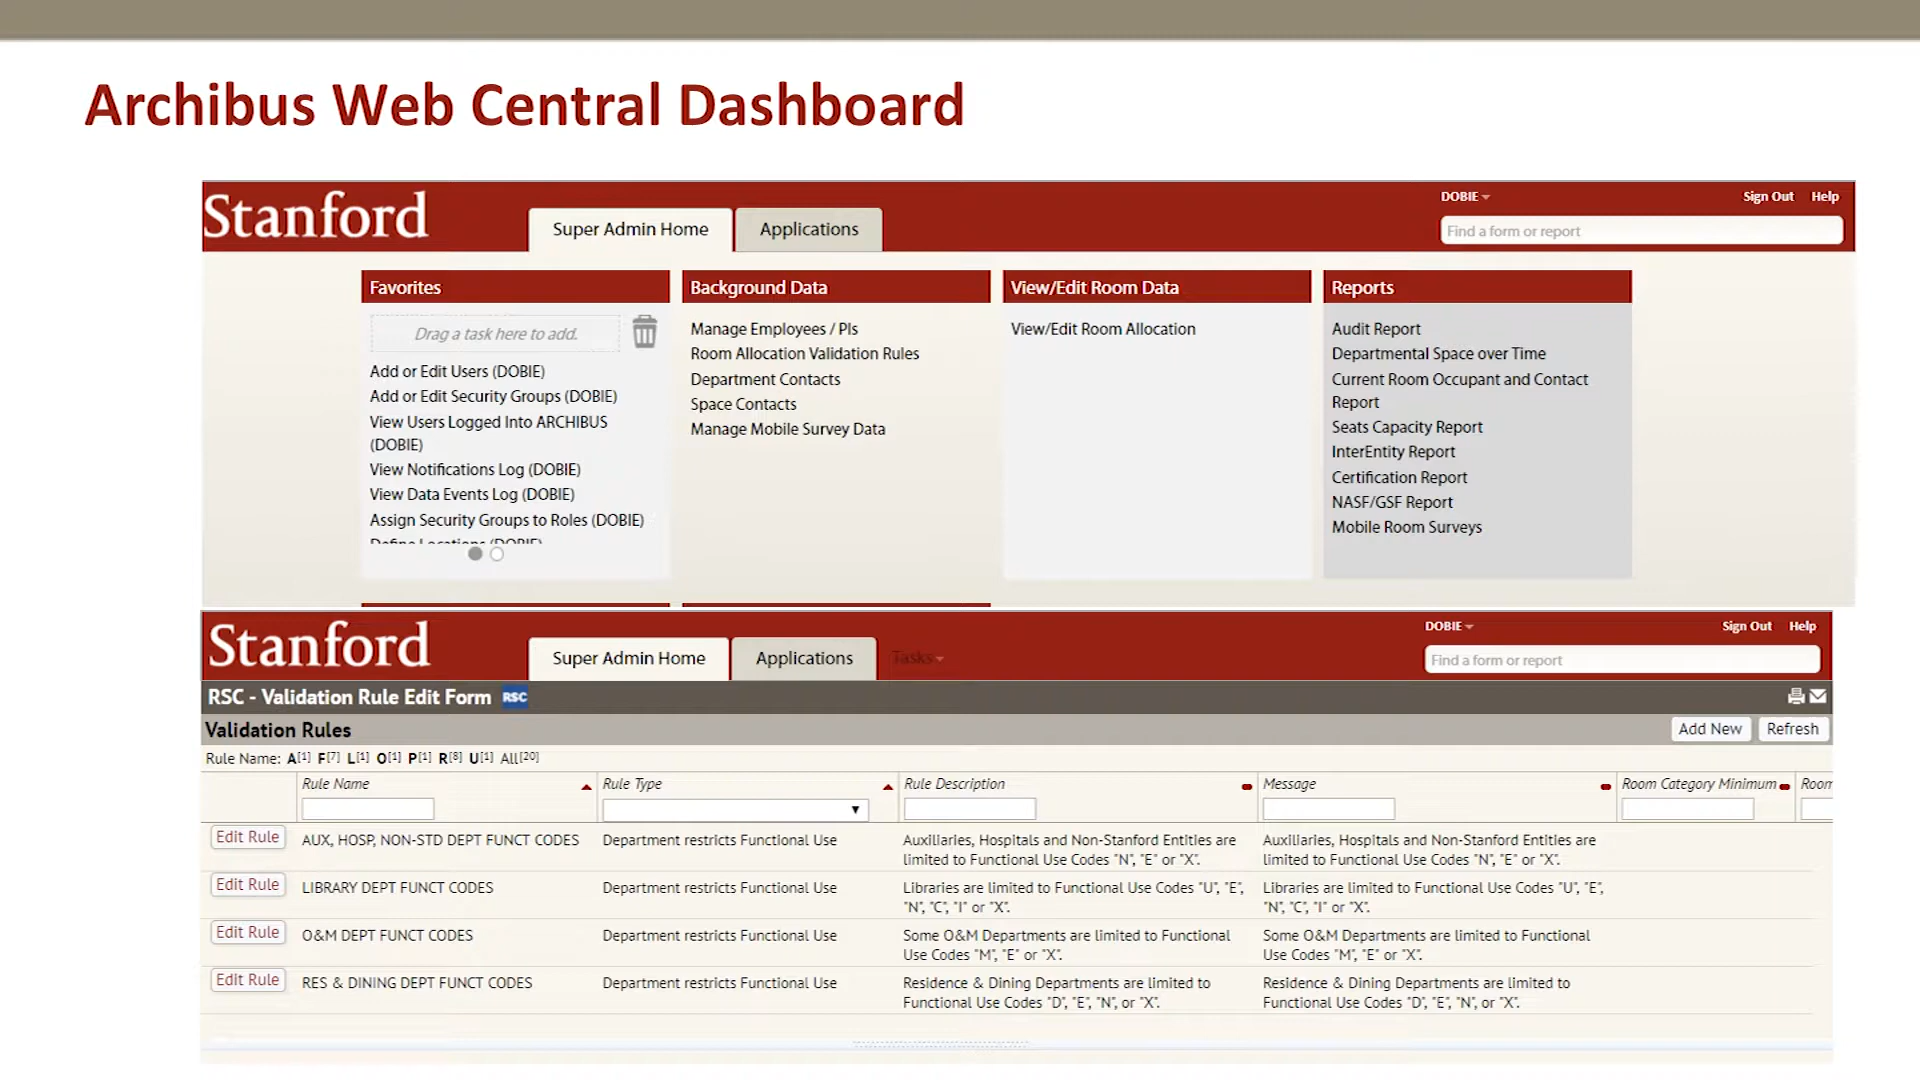 Archibus Web Central Dashboard
Stanford
DOBIE
Sign Out
Help
Super Admin Home
Applications
Find a form or report
Favorites
Drag a task here to add.
Add or Edit Users (DOBIE)
Add or Edit Security Groups (DOBIE)
View Users Logged Into ARCHIBUS
(DOBIE)
View Notifications Log (DOBIE)
View Data Events Log (DOBIE)
Assign Security Groups to Roles (DOBIE)
Define Locations (DOBIE)
Background Data
Manage Employees / PIs
Room Allocation Validation Rules
Department Contacts
Space Contacts
Manage Mobile Survey Data
View/Edit Room Data
View/Edit Room Allocation
Reports
Audit Report
Departmental Space over Time
Current Room Occupant and Contact
Report
Seats Capacity Report
InterEntity Report
Certification Report
NASF/GSF Report
Mobile Room Surveys
Stanford
DOBIE
Sign Out
Help
Super Admin Home
Applications
Tasks
Find a form or report
RSC - Validation Rule Edit Form RSC
Validation Rules
Add New
Refresh
Rule Name: A[1] F[7] L[1] O[1] P[1] R[8] U[1] All[20]
Rule Name
Rule Type
Rule Description
Message
Room Category Minimum
Room
Edit Rule
AUX, HOSP, NON-STD DEPT FUNCT CODES
Department restricts Functional Use
Auxiliaries, Hospitals and Non-Stanford Entities are
limited to Functional Use Codes "N", "E" or "X".
Auxiliaries, Hospitals and Non-Stanford Entities are
limited to Functional Use Codes "N", "E" or "X".
Edit Rule
LIBRARY DEPT FUNCT CODES
Department restricts Functional Use
Libraries are limited to Functional Use Codes "U", "E",
"N", "C", "I" or "X".
Libraries are limited to Functional Use Codes "U", "E",
"N", "C", "I" or "X".
Edit Rule
O&M DEPT FUNCT CODES
Department restricts Functional Use
Some O&M Departments are limited to Functional
Use Codes "M", "E" or "X".
Some O&M Departments are limited to Functional
Use Codes "M", "E" or "X".
Edit Rule
RES & DINING DEPT FUNCT CODES
Department restricts Functional Use
Residence & Dining Departments are limited to
Functional Use Codes "D", "E", "N", or "X".
Residence & Dining Departments are limited to
Functional Use Codes "D", "E", "N", or "X".